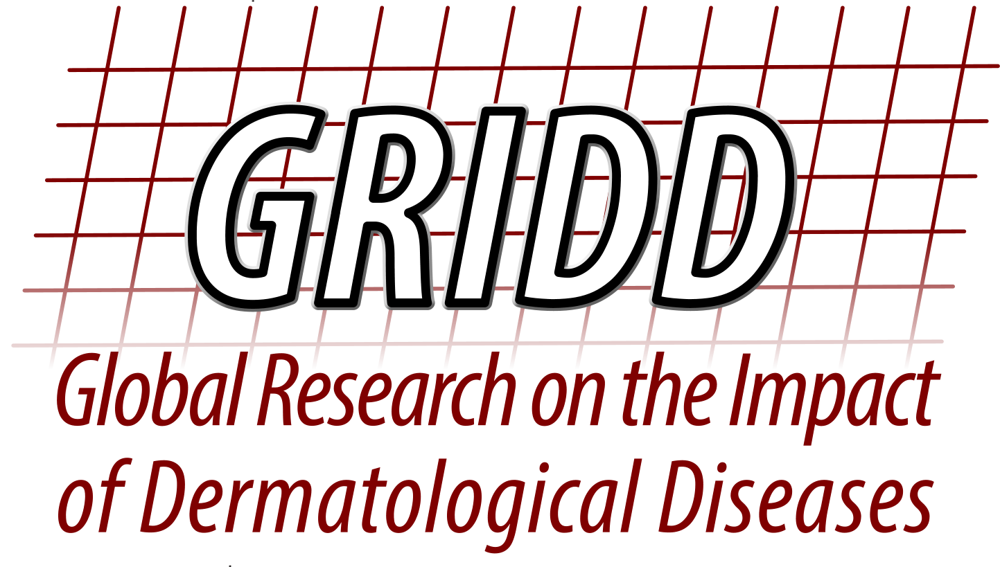 GRIDD
Global Research on the Impact
of Dermatological Diseases